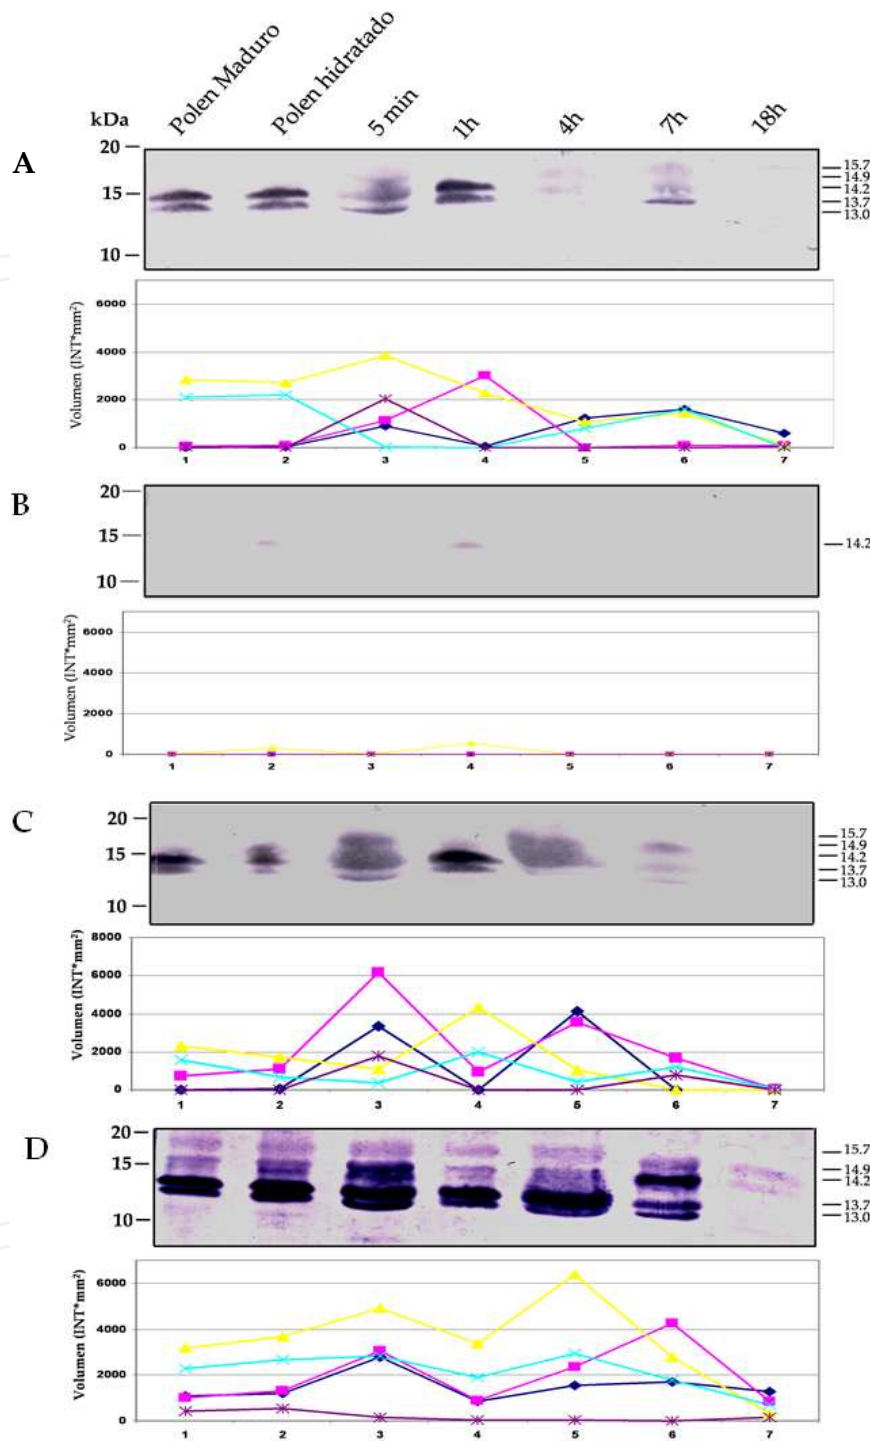 Polen Maduro
Polen hidratado
5 min
1h
4h
7h
18h
kDa
A
20
15
10
15.7
14.9
14.2
13.7
13.0
Volumen (INT*mm²)
6000
4000
2000
0
1 2 3 4 5 6 7
B
20
15
10
14.2
Volumen (INT*mm²)
6000
4000
2000
0
1 2 3 4 5 6 7
C
20
15
10
15.7
14.9
14.2
13.7
13.0
Volumen (INT*mm²)
8000
6000
4000
2000
0
1 2 3 4 5 6 7
D
20
15
10
15.7
14.9
14.2
13.7
13.0
Volumen (INT*mm²)
6000
4000
2000
0
1 2 3 4 5 6 7